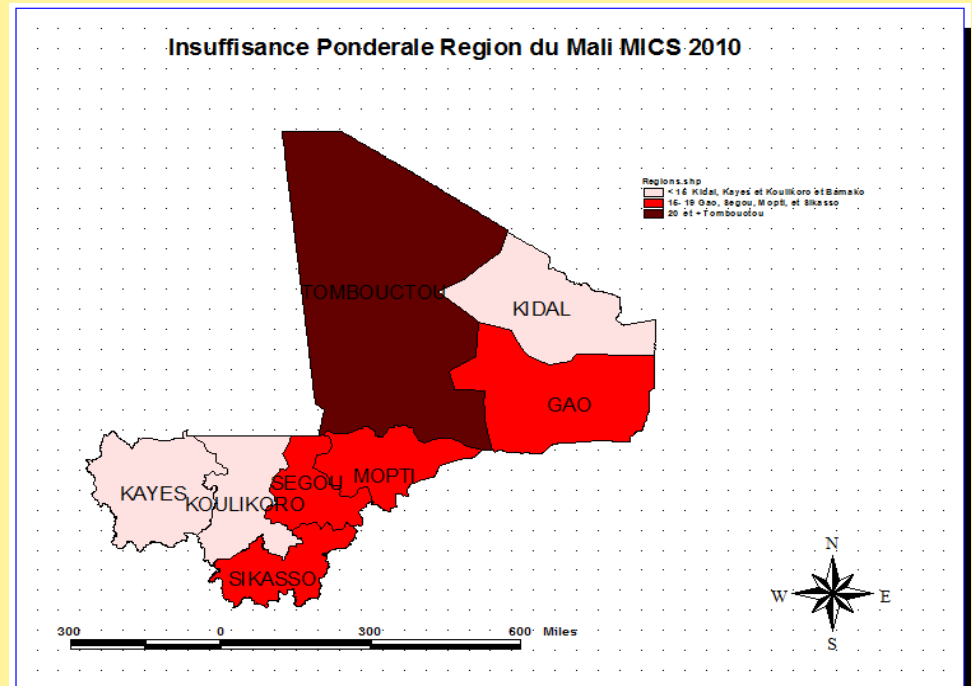 Insuffisance Ponderale Region du Mali MICS 2010
Regions.shp
< 15 Kidal, Kayes et Koulikoro et Bamako
15- 19 Gao, Segou, Mopti, et Sikasso
20 et + Tombouotou
TOMBOUCTOU
KIDAL
GAO
MOPTI
SEGOU
KAYES
KOULIKORO
SIKASSO
N
W
E
S
300 0 300 600 Miles